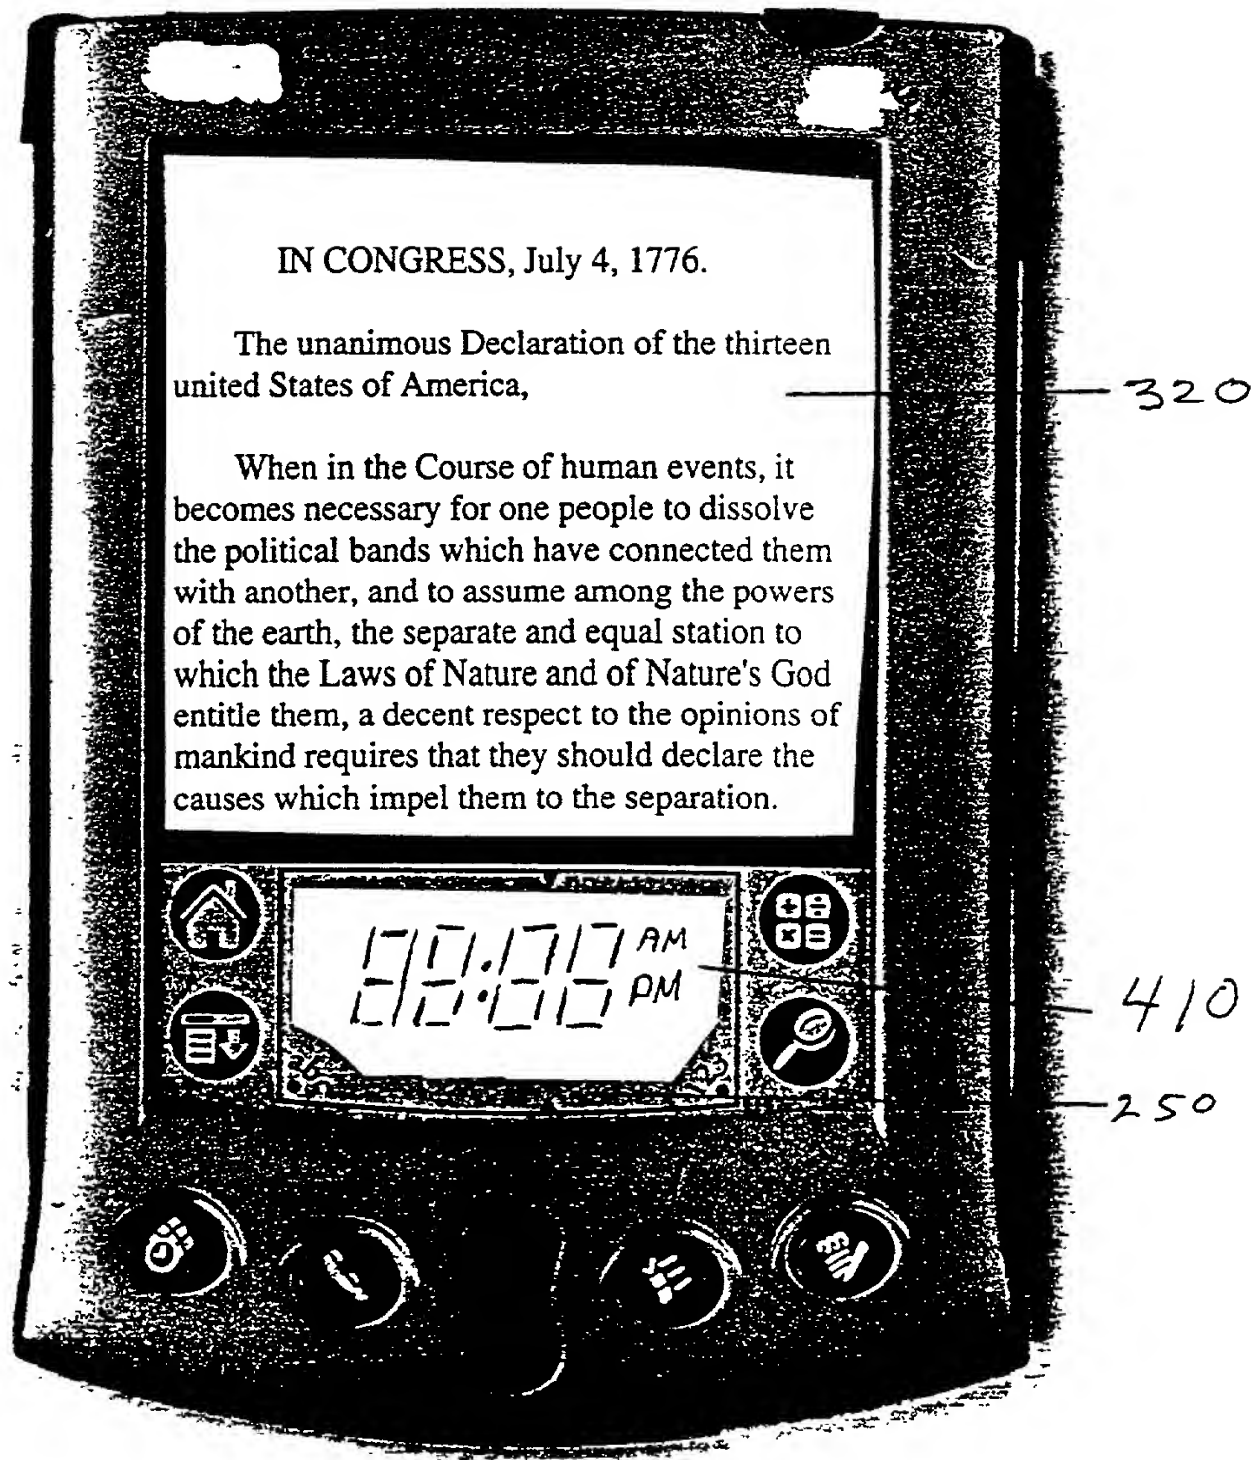 IN CONGRESS, July 4, 1776.
The unanimous Declaration of the thirteen
united States of America,
320
When in the Course of human events, it
becomes necessary for one people to dissolve
the political bands which have connected them
with another, and to assume among the powers
of the earth, the separate and equal station to
which the Laws of Nature and of Nature's God
entitle them, a decent respect to the opinions of
mankind requires that they should declare the
causes which impel them to the separation.
88:88 AM
PM
410
250